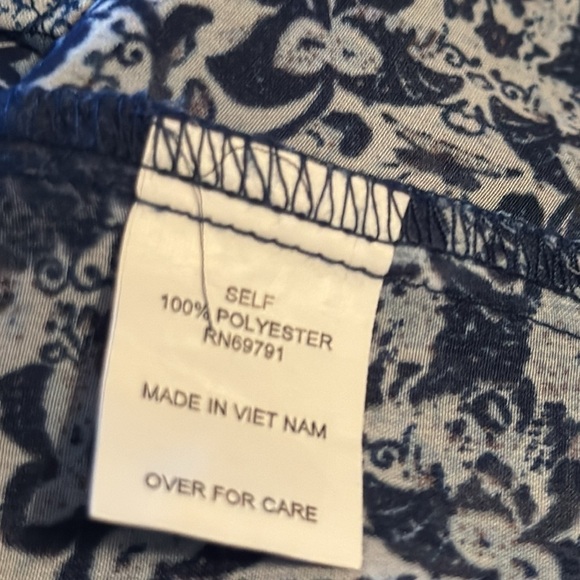 SELF
100% POLYESTER
RN69791
MADE IN VIET NAM
OVER FOR CARE